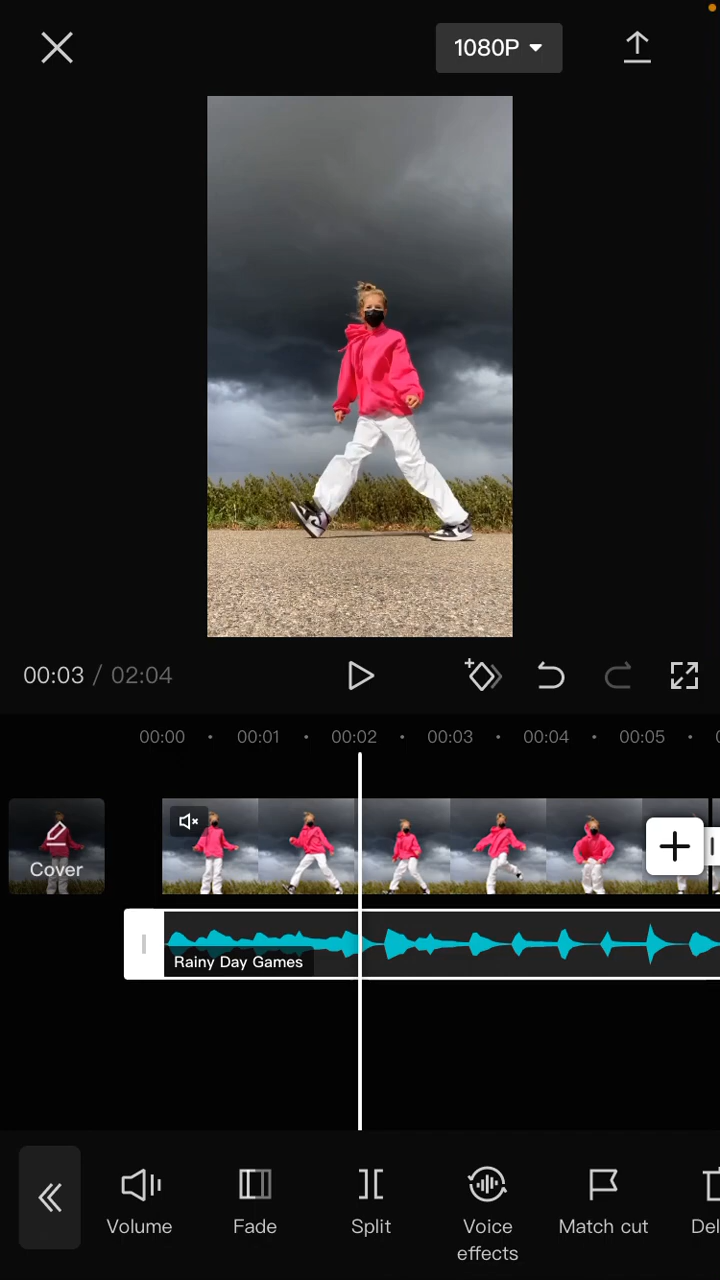 1080P
00:03 / 02:04
00:00 00:01 00:02 00:03 00:04 00:05
Cover
Rainy Day Games
Volume Fade Split Voice effects Match cut Del